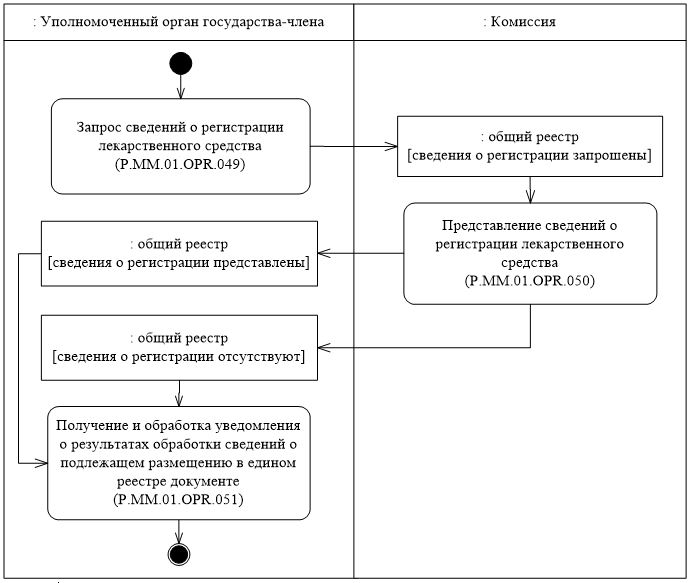 : Уполномоченный орган государства-члена
: Комиссия
Запрос сведений о регистрации
лекарственного средства
(P.MM.01.OPR.049)
: общий реестр
[сведения о регистрации запрошены]
Представление сведений о
регистрации лекарственного
средства
(P.MM.01.OPR.050)
: общий реестр
[сведения о регистрации представлены]
: общий реестр
[сведения о регистрации отсутствуют]
Получение и обработка уведомления
о результатах обработки сведений о
подлежащем размещению в едином
реестре документе
(P.MM.01.OPR.051)